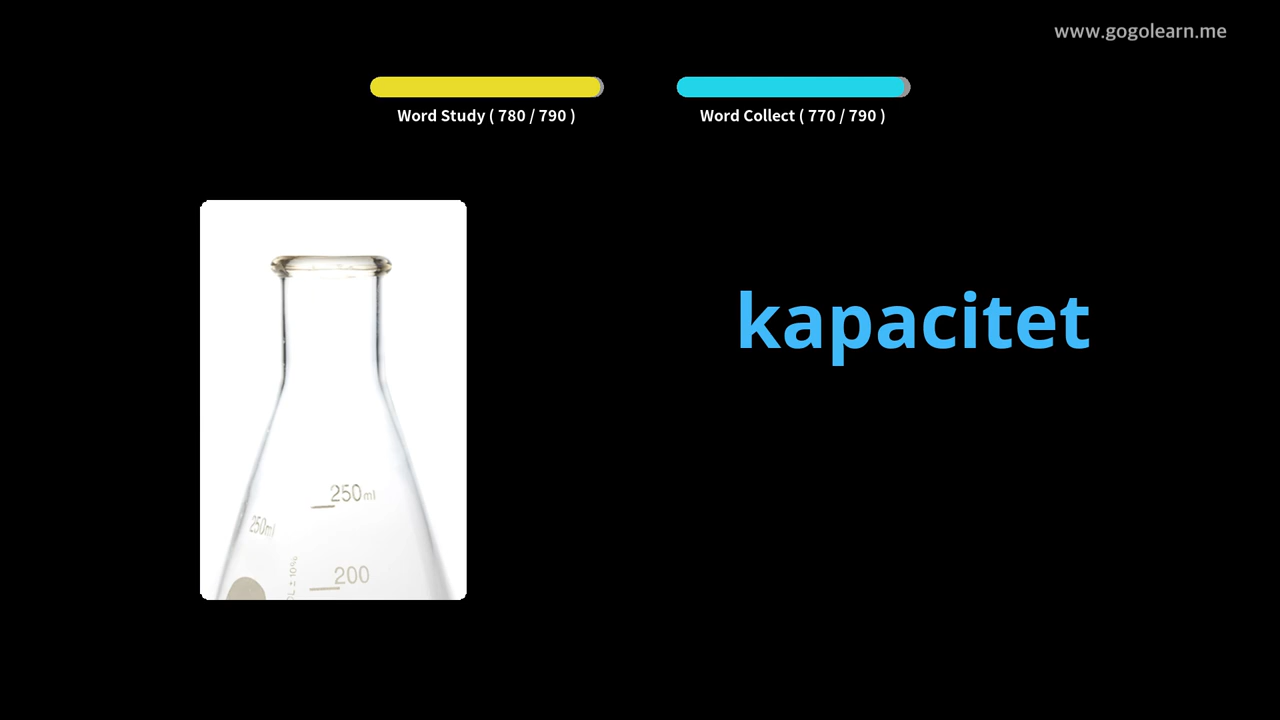 www.gogolearn.me
Word Study ( 780 / 790 )
Word Collect ( 770 / 790 )
kapacitet
250ml
250ml
200